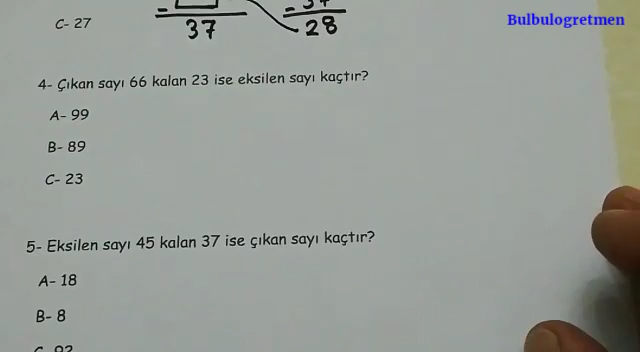 Bulbulogretmen
C- 27
37
28
4- Çıkan sayı 66 kalan 23 ise eksilen sayı kaçtır?
A- 99
B- 89
C- 23
5- Eksilen sayı 45 kalan 37 ise çıkan sayı kaçtır?
A- 18
B- 8